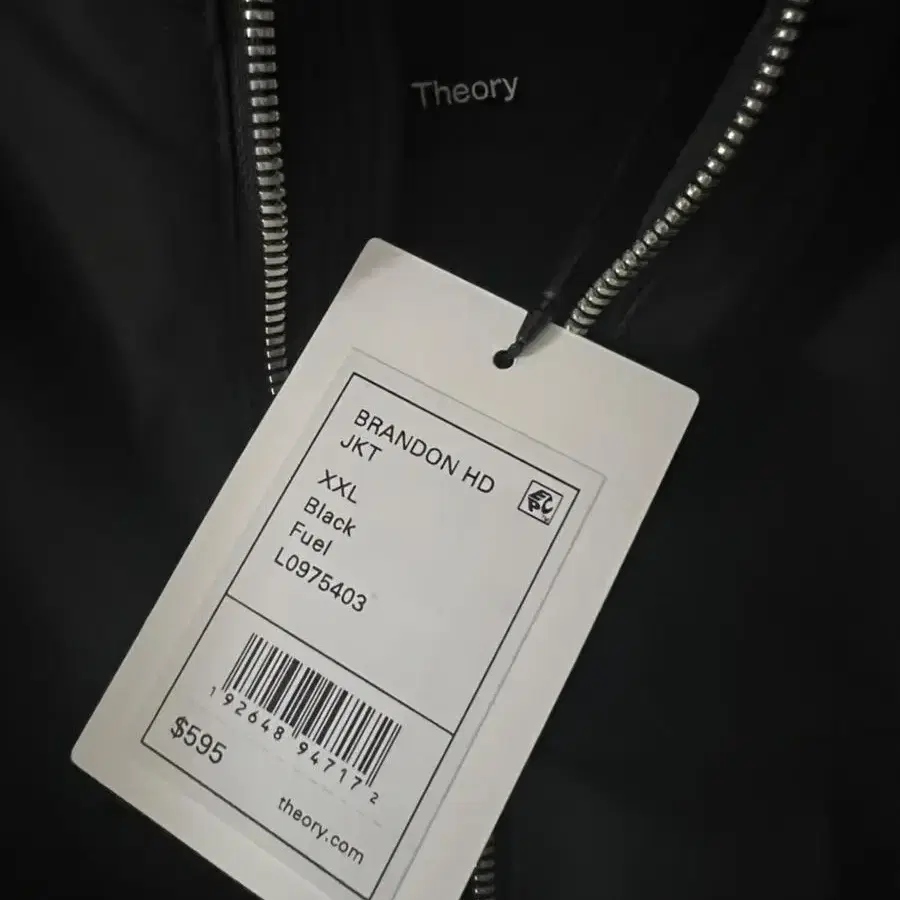 Theory
BRANDON HD
JKT
XXL
Black
Fuel
L0975403
1 92648 94717 2
$595
theory.com